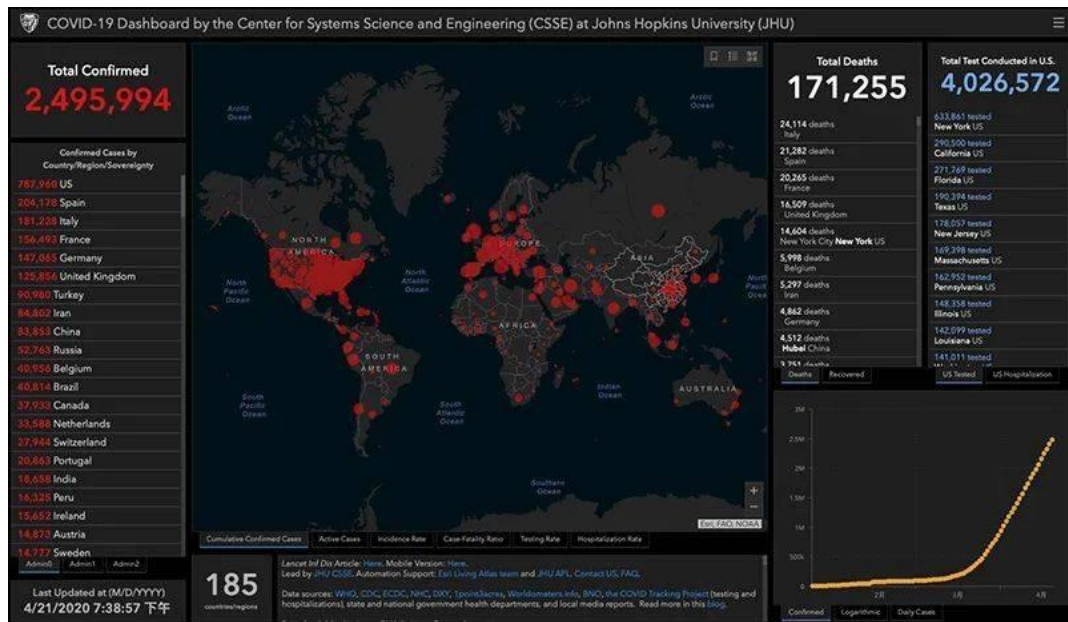 COVID-19 Dashboard by the Center for Systems Science and Engineering (CSSE) at Johns Hopkins University (JHU)
Total Confirmed
2,495,994
Confirmed Cases by
Country/Region/Sovereignty
787,960 US
204,178 Spain
181,228 Italy
156,493 France
147,065 Germany
125,856 United Kingdom
90,980 Turkey
84,802 Iran
83,853 China
52,763 Russia
40,956 Belgium
40,814 Brazil
37,933 Canada
33,588 Netherlands
27,944 Switzerland
20,863 Portugal
18,658 India
16,325 Peru
15,652 Ireland
14,873 Austria
14,777 Sweden
Admin0 Admin1 Admin2
Last Updated at (M/D/YYYY)
4/21/2020 7:38:57 下午
Arctic
Ocean
Arctic
Ocean
NORTH
AMERICA
EUROPE
ASIA
North
Pacific
Ocean
North
Atlantic
Ocean
North
Pacif
Ocea
AFRICA
SOUTH
AMERICA
Indian
Ocean
AUSTRALIA
South
Pacific
Ocean
South
Atlantic
Ocean
Southern
Ocean
+
−
Esri, FAO, NOAA
Cumulative Confirmed Cases Active Cases Incidence Rate Case-Fatality Ratio Testing Rate Hospitalization Rate
185
countries/regions
Lancet Inf Dis Article: Here. Mobile Version: Here.
Lead by JHU CSSE. Automation Support: Esri Living Atlas team and JHU APL. Contact US. FAQ.
Data sources: WHO, CDC, ECDC, NHC, DXY, 1point3acres, Worldometers.info, BNO, the COVID Tracking Project (testing and
hospitalizations), state and national government health departments, and local media reports. Read more in this blog.
Total Deaths
171,255
24,114 deaths
Italy
21,282 deaths
Spain
20,265 deaths
France
16,509 deaths
United Kingdom
14,604 deaths
New York City New York US
5,998 deaths
Belgium
5,297 deaths
Iran
4,862 deaths
Germany
4,512 deaths
Hubei China
3,751 deaths
Deaths Recovered
Total Test Conducted in U.S.
4,026,572
633,861 tested
New York US
290,500 tested
California US
271,769 tested
Florida US
190,394 tested
Texas US
178,057 tested
New Jersey US
169,398 tested
Massachusetts US
162,952 tested
Pennsylvania US
148,358 tested
Illinois US
142,099 tested
Louisiana US
141,011 tested
US Tested US Hospitalization
3M
2.5M
2M
1.5M
1M
500k
0
2月 3月 4月
Confirmed Logarithmic Daily Cases